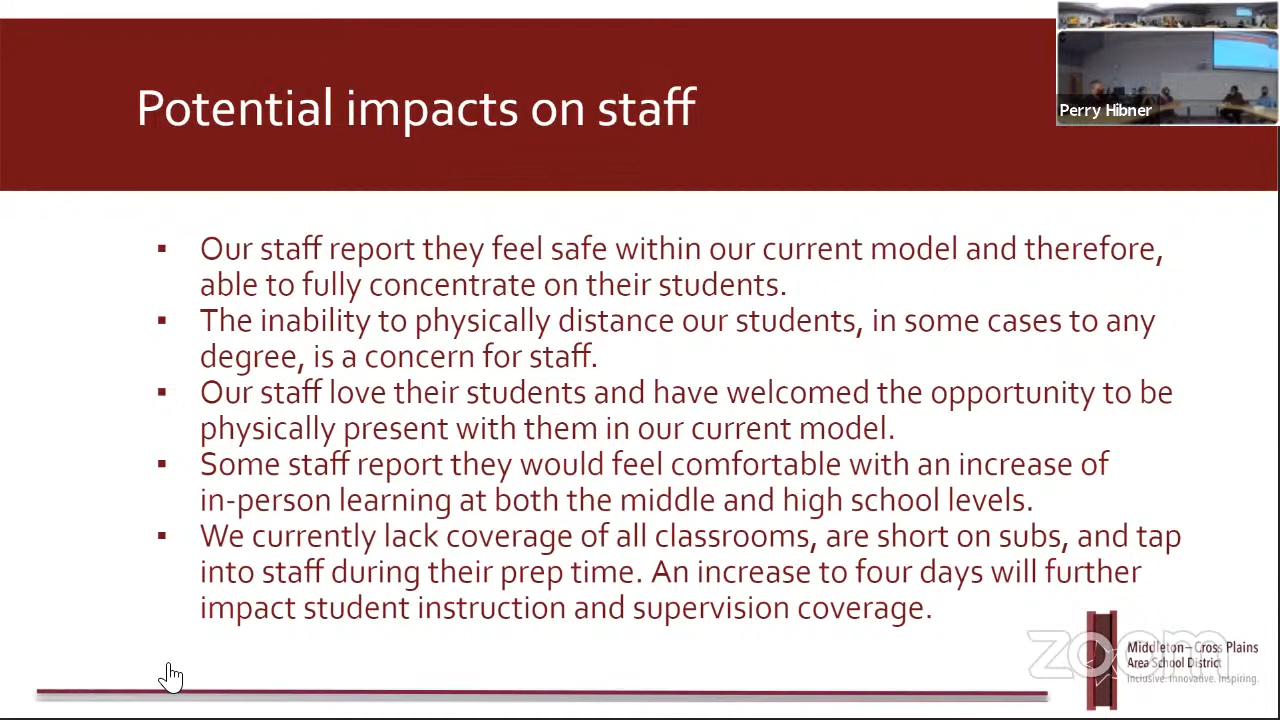 Potential impacts on staff
Perry Hibner
▪ Our staff report they feel safe within our current model and therefore,
able to fully concentrate on their students.
▪ The inability to physically distance our students, in some cases to any
degree, is a concern for staff.
▪ Our staff love their students and have welcomed the opportunity to be
physically present with them in our current model.
▪ Some staff report they would feel comfortable with an increase of
in-person learning at both the middle and high school levels.
▪ We currently lack coverage of all classrooms, are short on subs, and tap
into staff during their prep time. An increase to four days will further
impact student instruction and supervision coverage.
zoom
Middleton–Cross Plains
Area School District
Inclusive. Innovative. Inspiring.